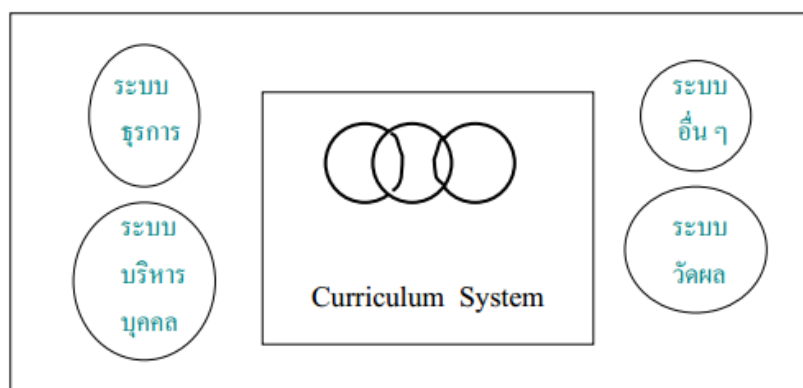 ระบบ
ธุรการ
ระบบ
บริหาร
บุคคล
Curriculum System
ระบบ
อื่น ๆ
ระบบ
วัดผล